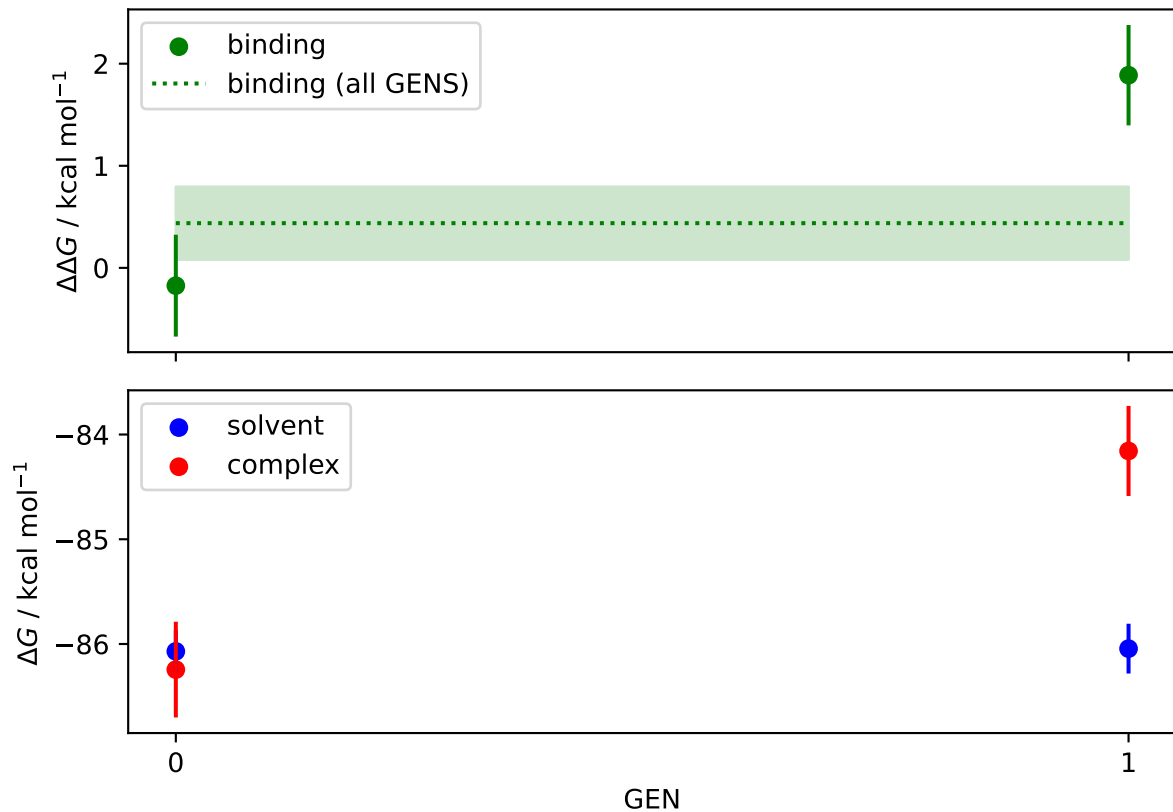 binding
binding (all GENS)
2
1
0
ΔΔG / kcal mol⁻¹
solvent
complex
−84
−85
−86
ΔG / kcal mol⁻¹
0
1
GEN